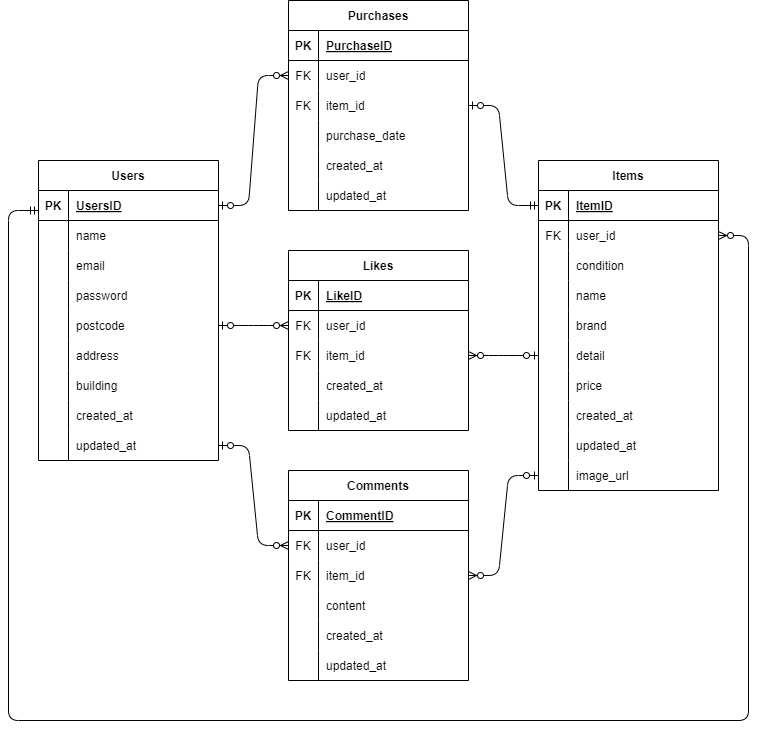 Purchases
PK PurchaseID
FK user_id
FK item_id
purchase_date
created_at
updated_at
Users
PK UsersID
name
email
password
postcode
address
building
created_at
updated_at
Likes
PK LikeID
FK user_id
FK item_id
created_at
updated_at
Comments
PK CommentID
FK user_id
FK item_id
content
created_at
updated_at
Items
PK ItemID
FK user_id
condition
name
brand
detail
price
created_at
updated_at
image_url